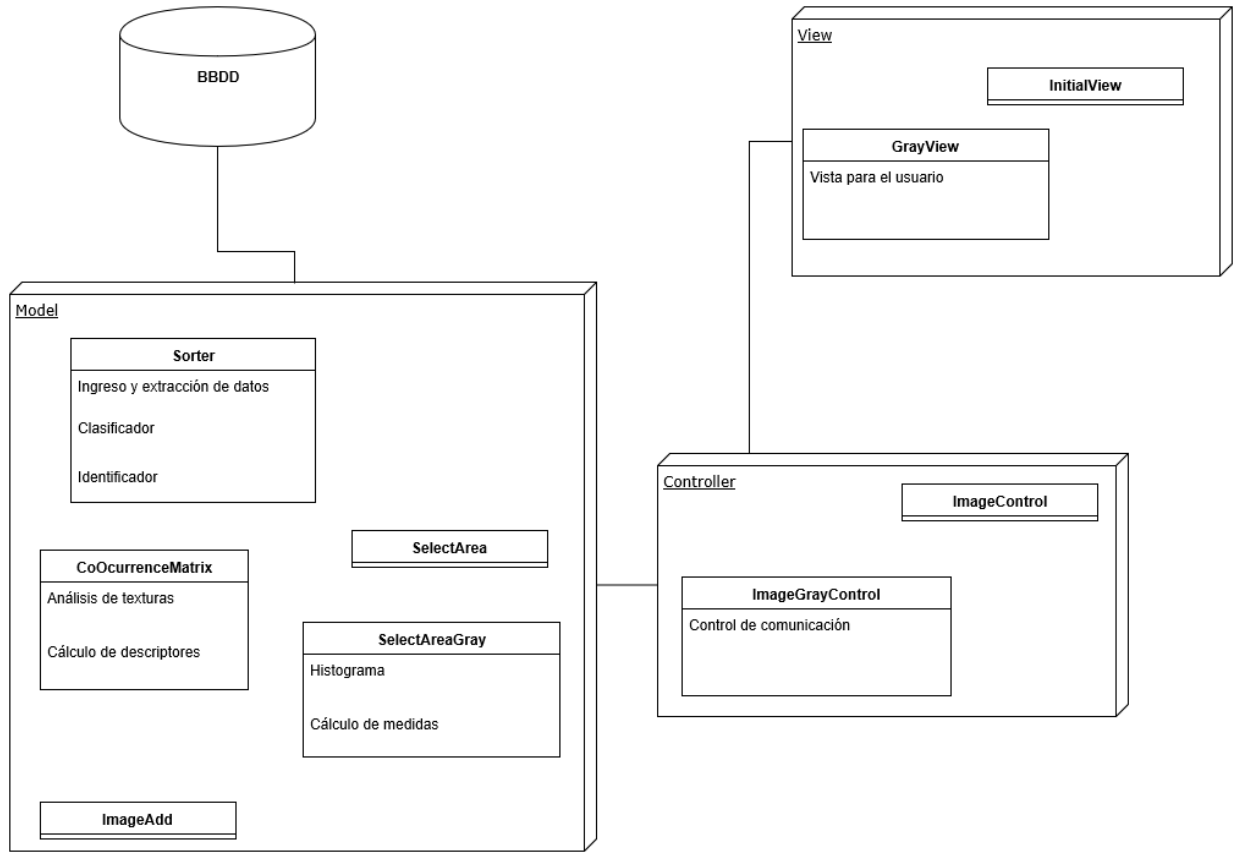 BBDD
View
InitialView
GrayView
Vista para el usuario
Model
Sorter
Ingreso y extracción de datos
Clasificador
Identificador
SelectArea
CoOcurrenceMatrix
Análisis de texturas
Cálculo de descriptores
SelectAreaGray
Histograma
Cálculo de medidas
ImageAdd
Controller
ImageControl
ImageGrayControl
Control de comunicación